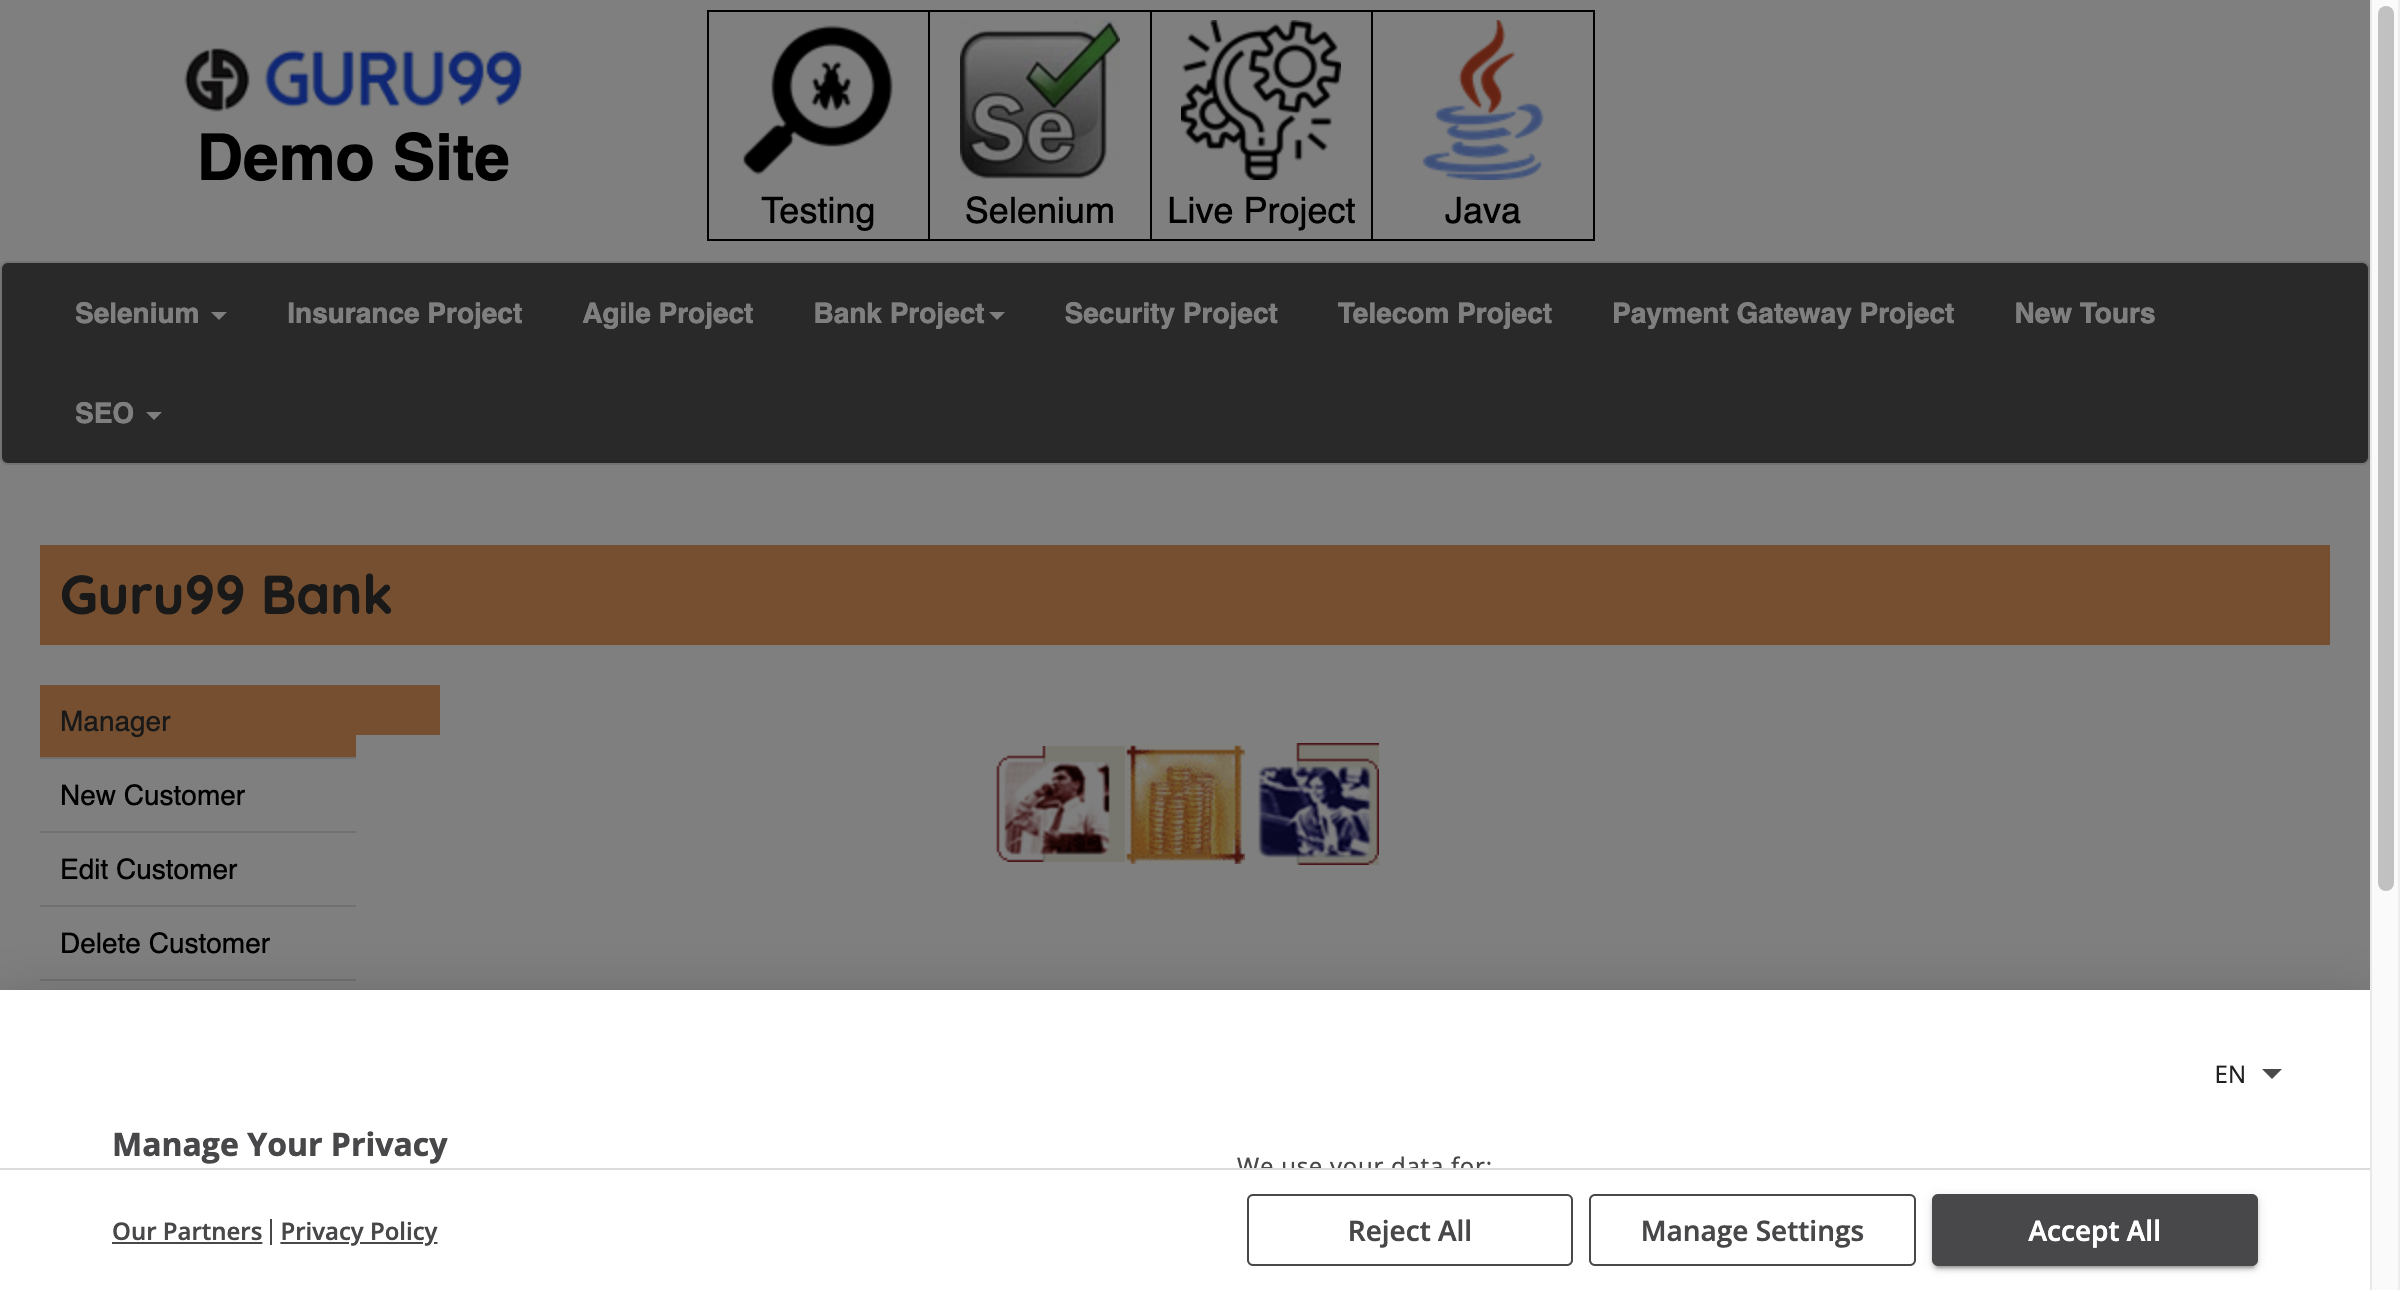 GURU99
Demo Site
Testing
Se
Selenium
Live Project
Java
Selenium
Insurance Project
Agile Project
Bank Project
Security Project
Telecom Project
Payment Gateway Project
New Tours
SEO
Guru99 Bank
Manager
New Customer
Edit Customer
Delete Customer
EN
Manage Your Privacy
We use your data for:
Our Partners | Privacy Policy
Reject All
Manage Settings
Accept All